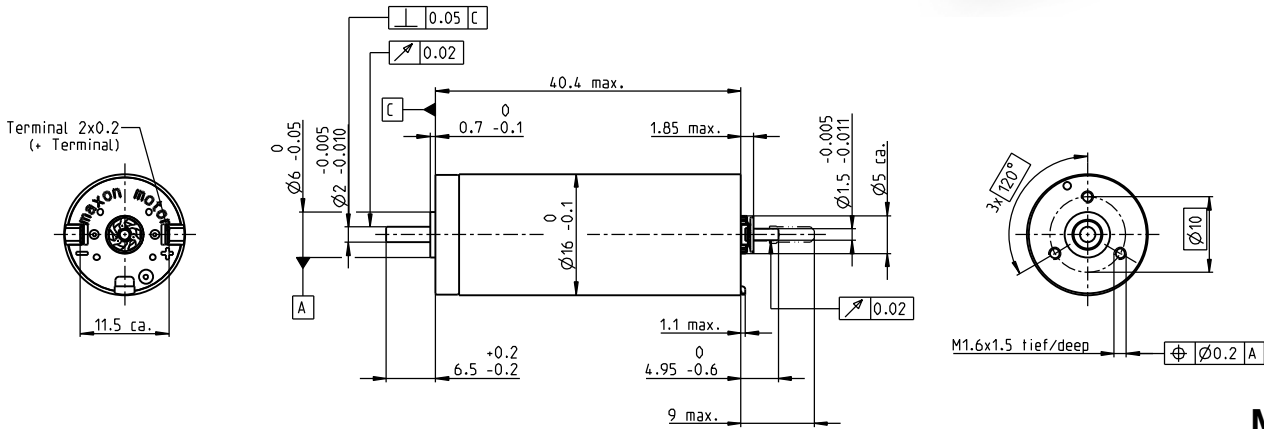 ⊥ 0.05 C
↗ 0.02
40.4 max.
C
0
0.7 -0.1
1.85 max.
Terminal 2x0.2
(+ Terminal)
0
Ø6 -0.05
-0.005
Ø2 -0.010
-0.005
Ø1.5 -0.011
Ø5 ca.
3x 120°
maxon motor
- +
0
Ø16 -0.1
Ø10
A
↗ 0.02
11.5 ca.
1.1 max.
M1.6x1.5 tief/deep
⌖ Ø0.2 A
+0.2
6.5 -0.2
0
4.95 -0.6
9 max.
M